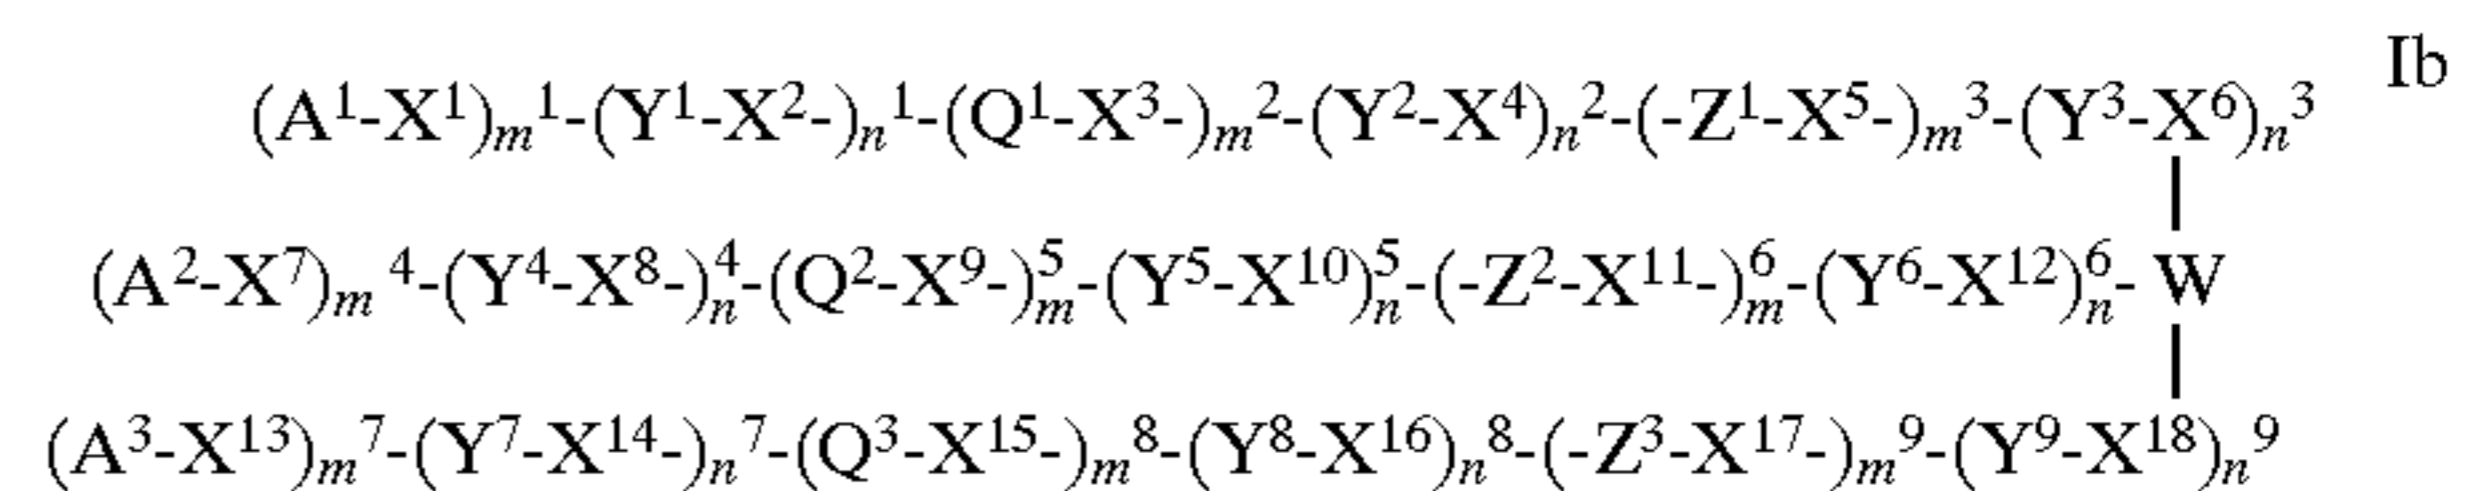 Ib
(A¹-X¹)ₘ¹-(Y¹-X²-)ₙ¹-(Q¹-X³-)ₘ²-(Y²-X⁴)ₙ²-(-Z¹-X⁵-)ₘ³-(Y³-X⁶)ₙ³
(A²-X⁷)ₘ⁴-(Y⁴-X⁸-)ₙ⁴-(Q²-X⁹-)ₘ⁵-(Y⁵-X¹⁰)ₙ⁵-(-Z²-X¹¹-)ₘ⁶-(Y⁶-X¹²)ₙ⁶- W
(A³-X¹³)ₘ⁷-(Y⁷-X¹⁴-)ₙ⁷-(Q³-X¹⁵-)ₘ⁸-(Y⁸-X¹⁶)ₙ⁸-(-Z³-X¹⁷-)ₘ⁹-(Y⁹-X¹⁸)ₙ⁹